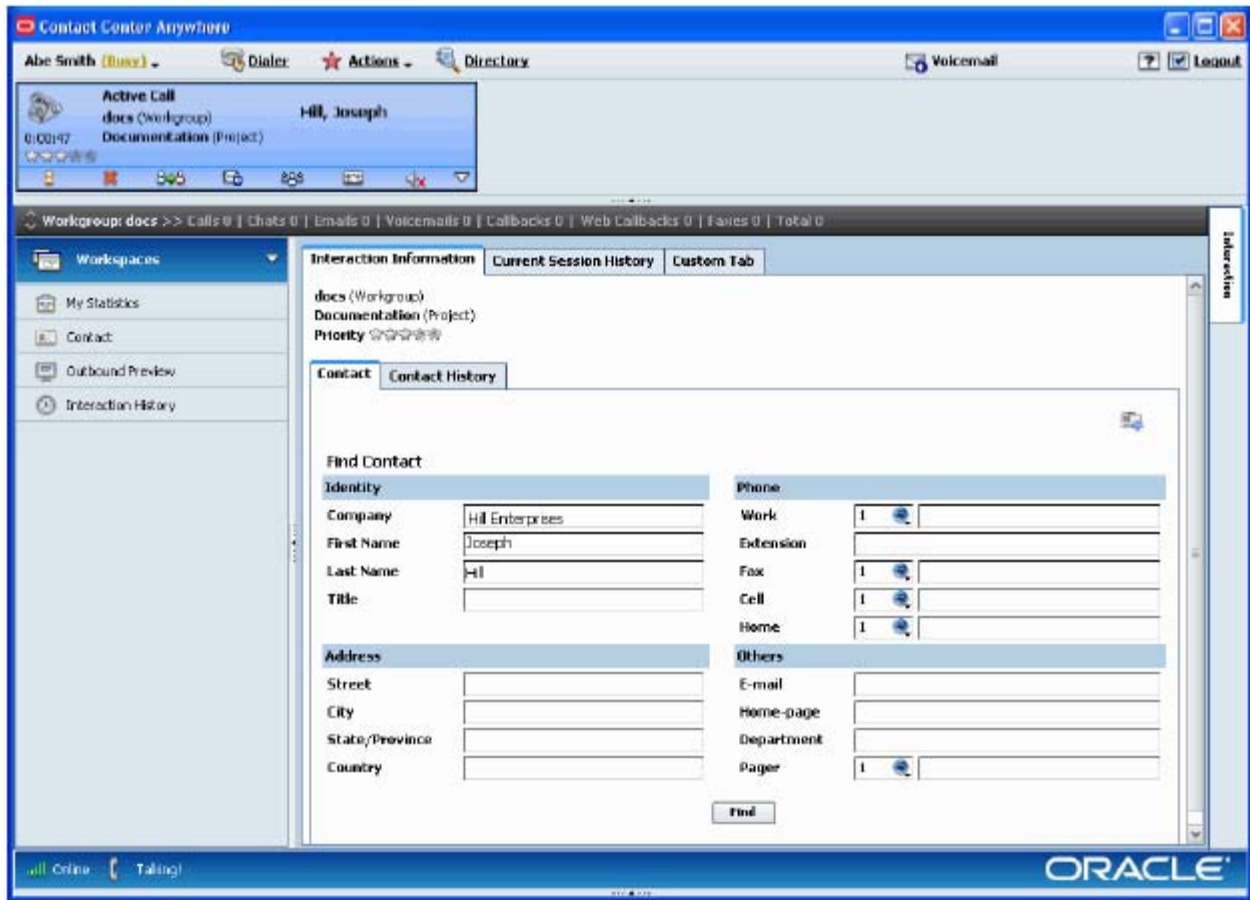 Contact Center Anywhere
Abe Smith (Busy) Dialer Actions Directory Voicemail ? Logout
Active Call
docs (Workgroup) Hill, Joseph
0:00:47 Documentation (Project)
Workgroup: docs >> Calls 0 | Chats 0 | Emails 0 | Voicemails 0 | Callbacks 0 | Web Callbacks 0 | Faxes 0 | Total 0
Interaction
Workspaces
My Statistics
Contact
Outbound Preview
Interaction History
Interaction Information Current Session History Custom Tab
docs (Workgroup)
Documentation (Project)
Priority
Contact Contact History
Find Contact
Identity Phone
Company Hill Enterprises Work 1
First Name Joseph Extension
Last Name Hill Fax 1
Title Cell 1
Home 1
Address Others
Street E-mail
City Home-page
State/Province Department
Country Pager 1
Find
Online Talking! ORACLE